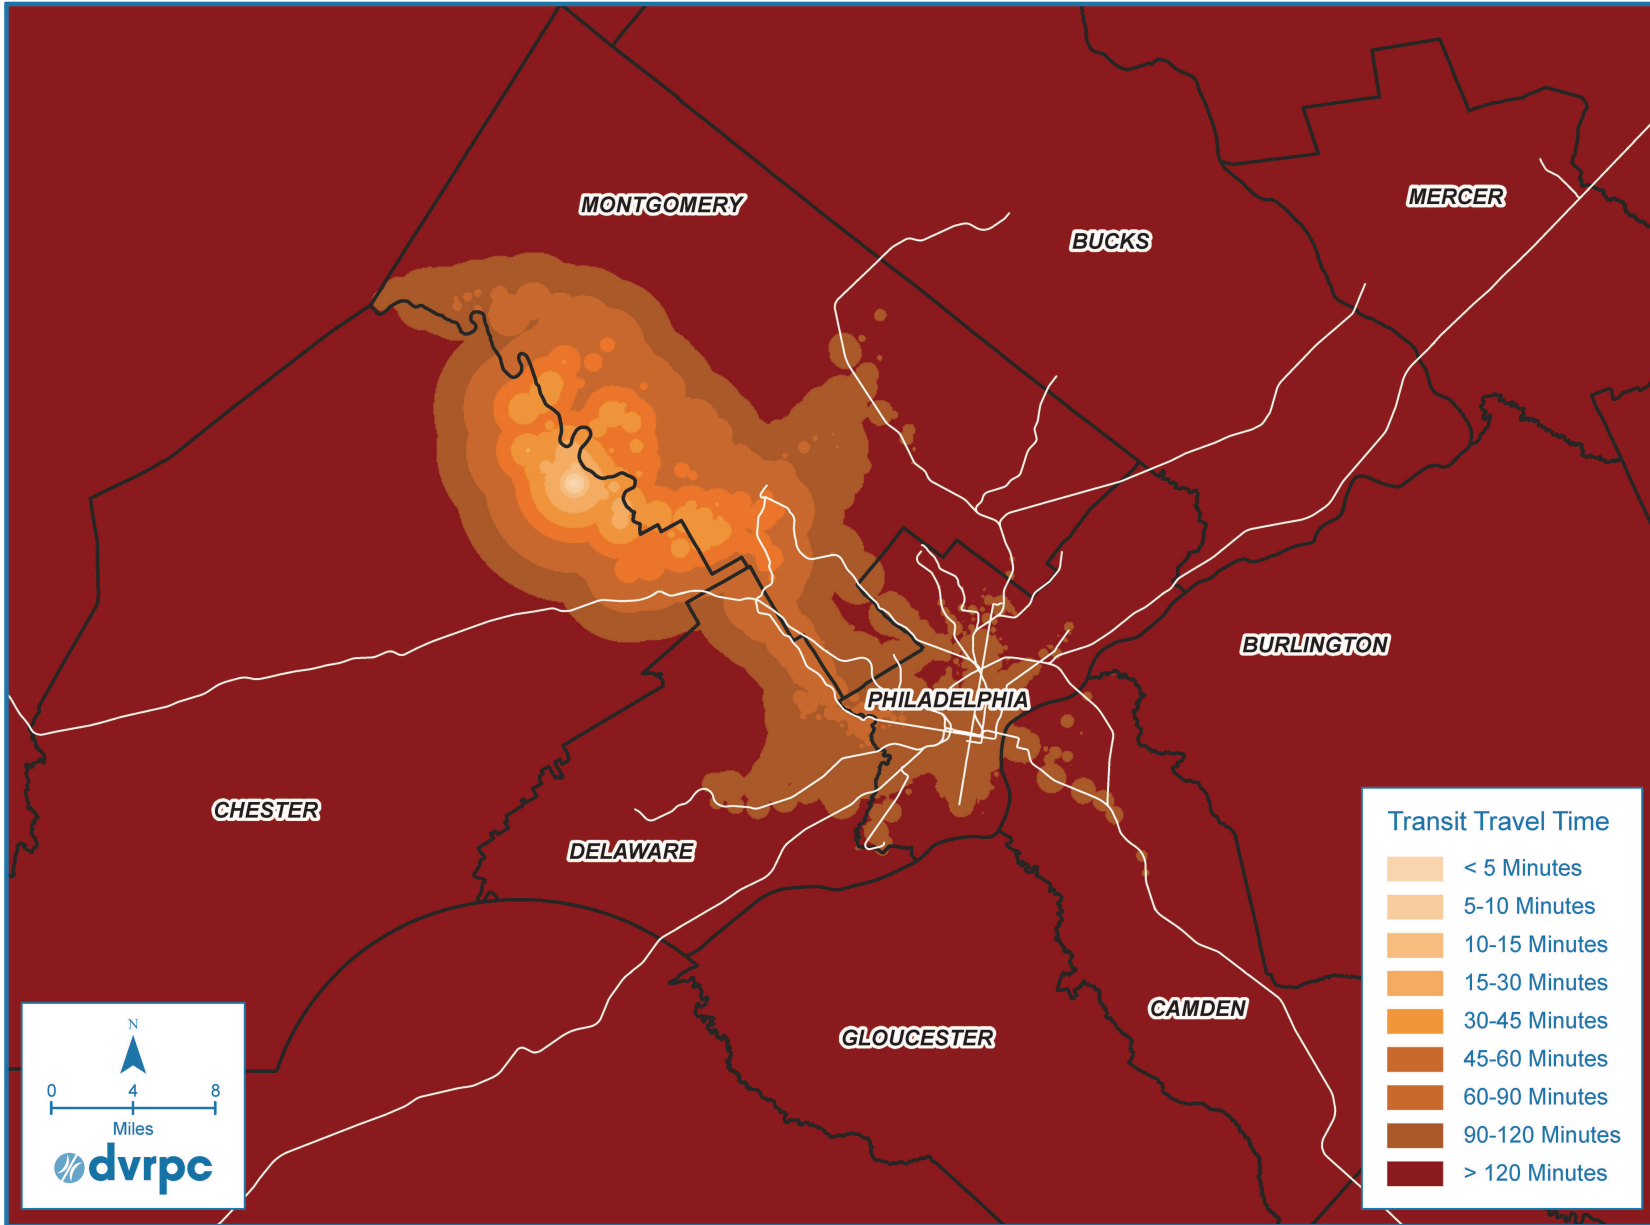 MONTGOMERY
MERCER
BUCKS
BURLINGTON
PHILADELPHIA
CHESTER
DELAWARE
CAMDEN
GLOUCESTER
Transit Travel Time
< 5 Minutes
5-10 Minutes
10-15 Minutes
15-30 Minutes
30-45 Minutes
45-60 Minutes
60-90 Minutes
90-120 Minutes
> 120 Minutes
N
0 4 8
Miles
dvrpc